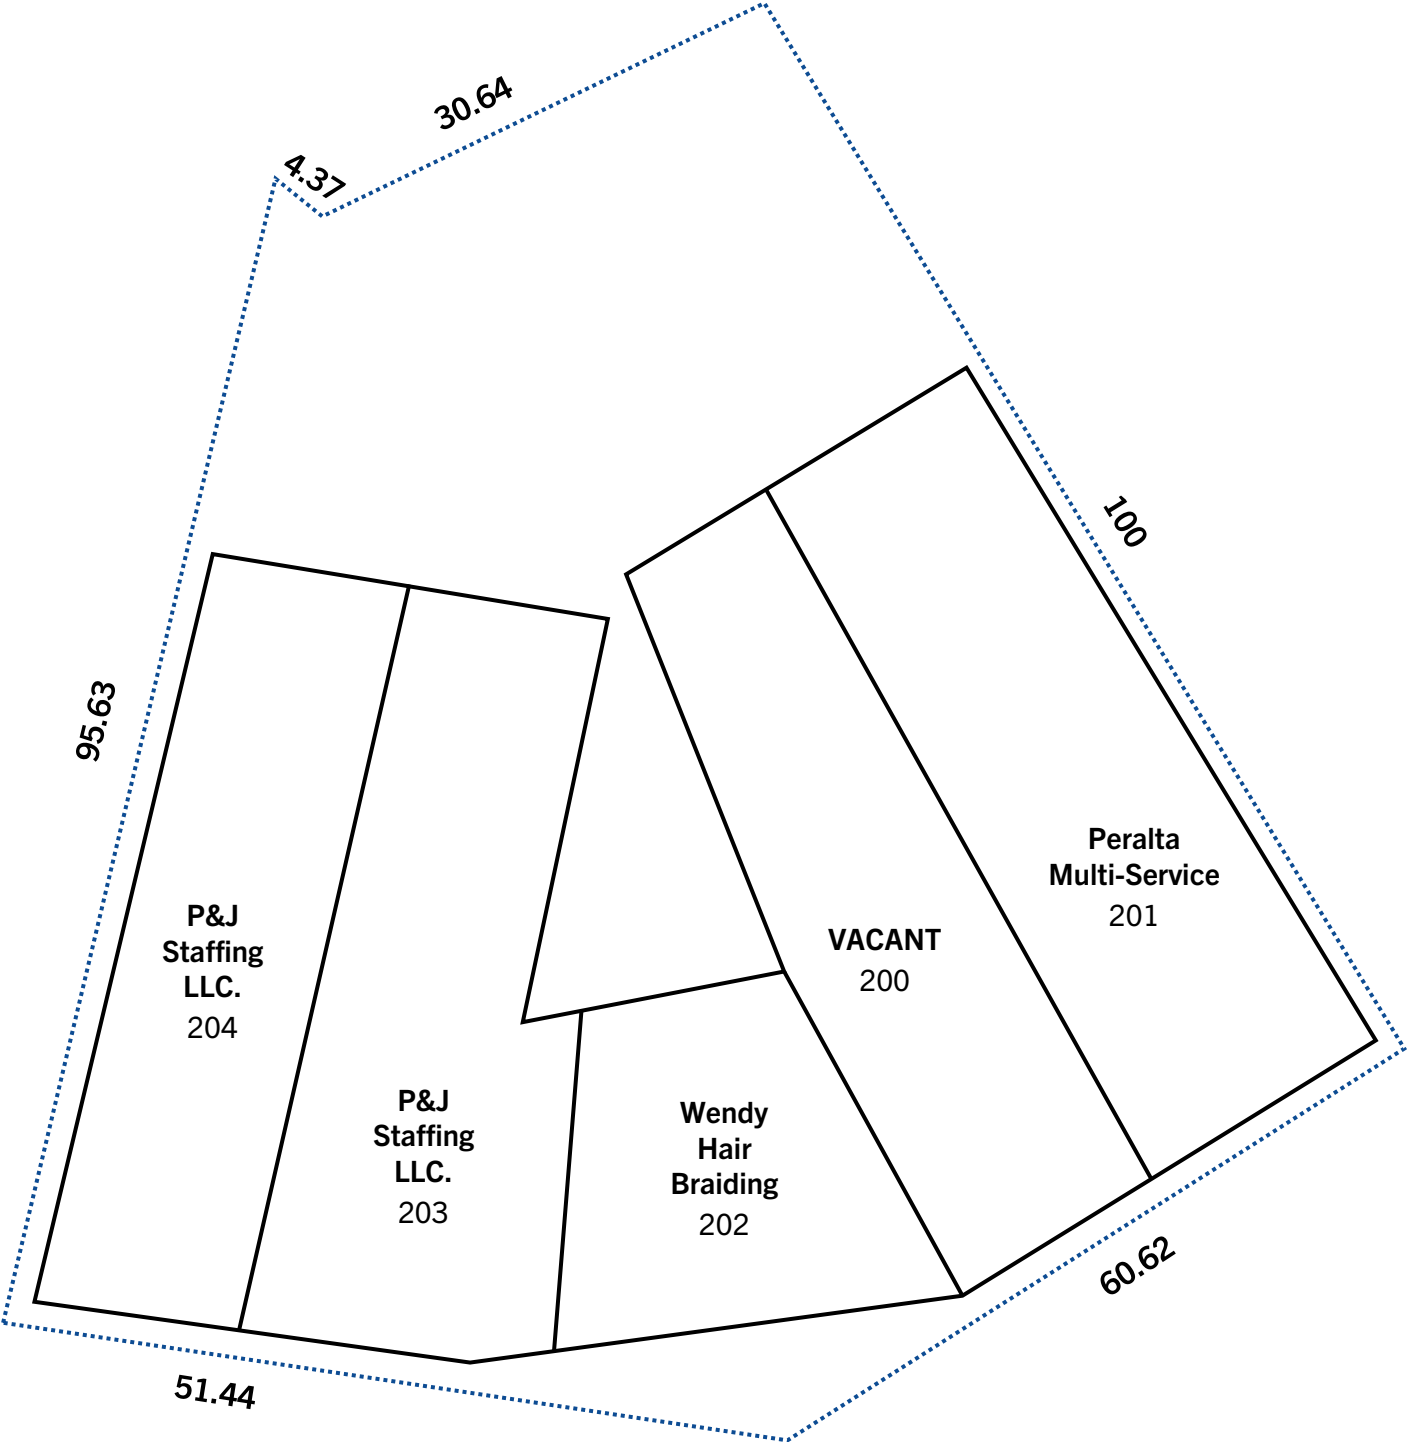 30.64
4.37
100
95.63
Peralta
Multi-Service
201
P&J
Staffing
LLC.
204
VACANT
200
P&J
Staffing
LLC.
203
Wendy
Hair
Braiding
202
60.62
51.44